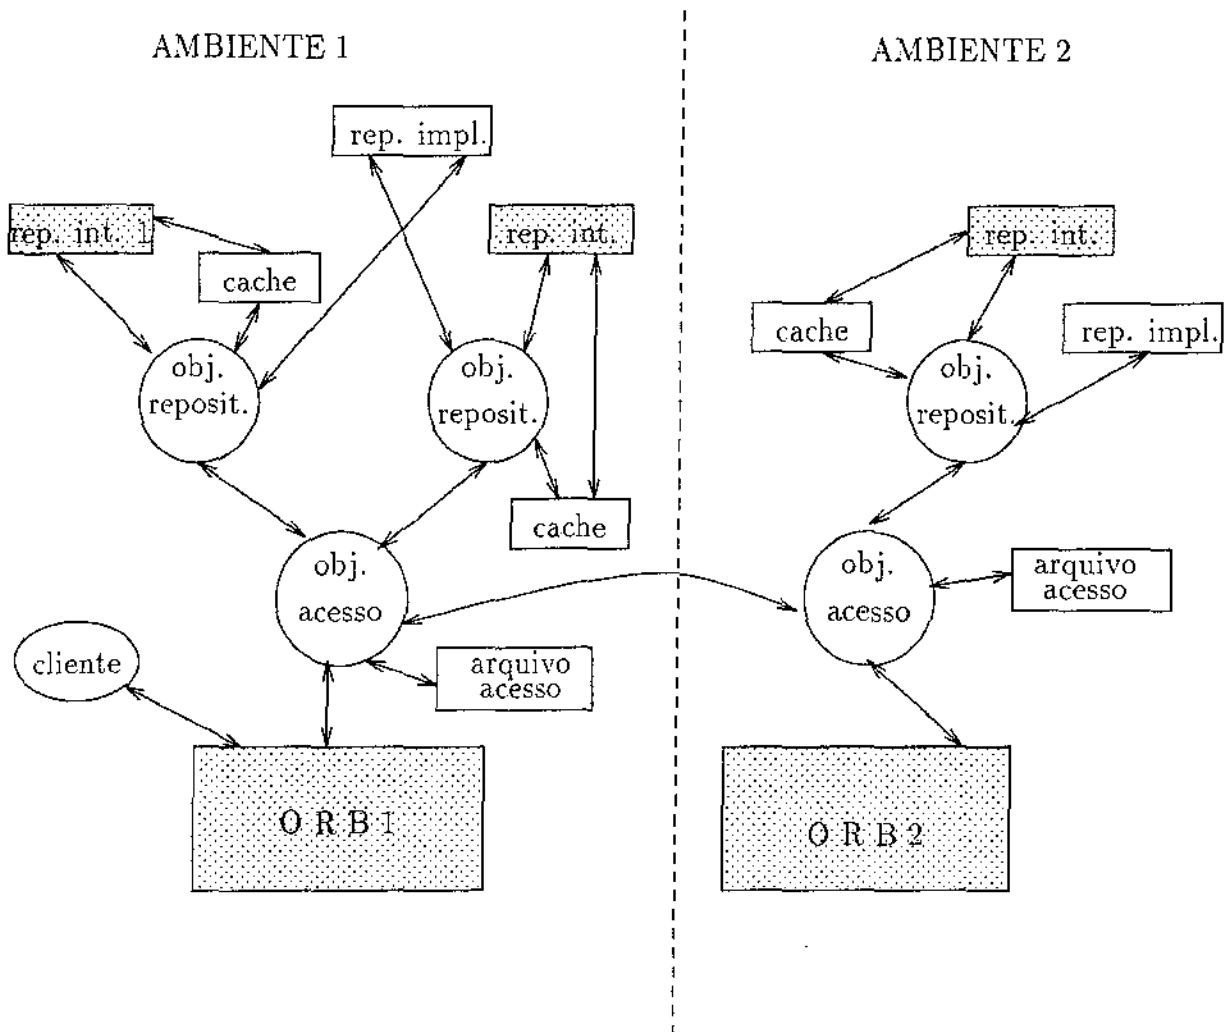 AMBIENTE 1
AMBIENTE 2
rep. impl.
rep. int. 1
rep. int.
rep. int.
cache
cache
rep. impl.
obj.
reposit.
obj.
reposit.
obj.
reposit.
cache
obj.
acesso
obj.
acesso
arquivo
acesso
cliente
arquivo
acesso
O R B 1
O R B 2